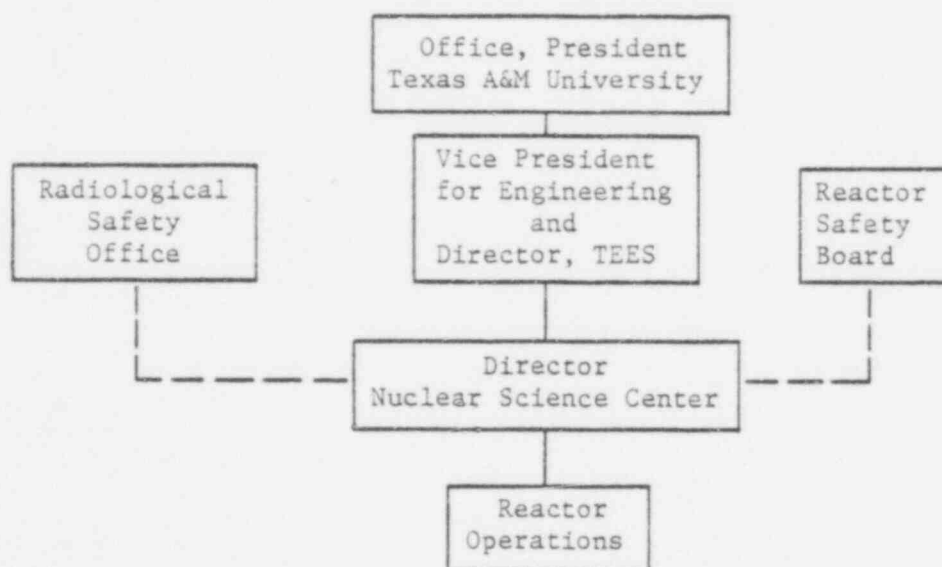 Office, President
Texas A&M University
Vice President
for Engineering
and
Director, TEES
Radiological
Safety
Office
Reactor
Safety
Board
Director
Nuclear Science Center
Reactor
Operations